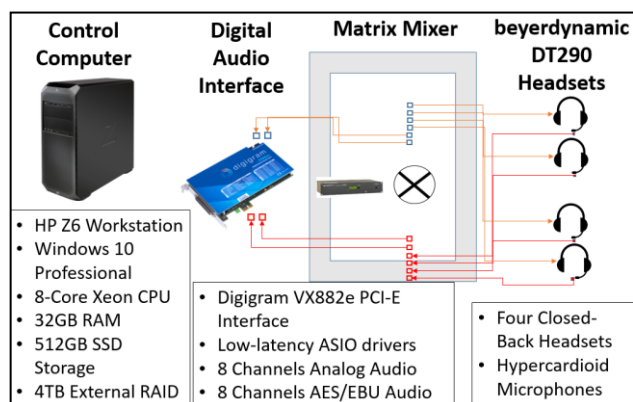 Control
Computer
Digital
Audio
Interface
Matrix Mixer
beyerdynamic
DT290
Headsets
digigram
• HP Z6 Workstation
• Windows 10
Professional
• 8-Core Xeon CPU
• 32GB RAM
• 512GB SSD
Storage
• 4TB External RAID
• Digigram VX882e PCI-E
Interface
• Low-latency ASIO drivers
• 8 Channels Analog Audio
• 8 Channels AES/EBU Audio
• Four Closed-
Back Headsets
• Hypercardioid
Microphones